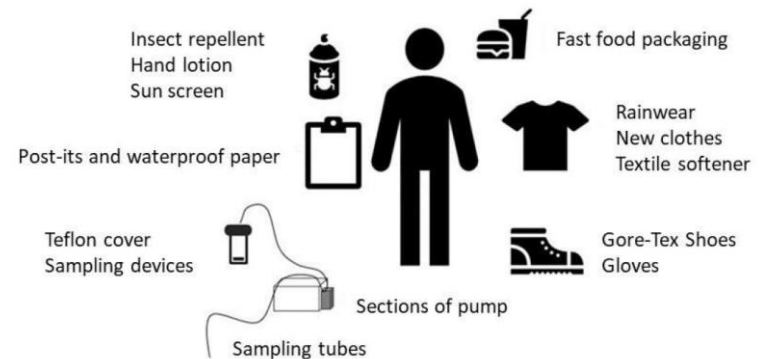 Insect repellent
Hand lotion
Sun screen
Fast food packaging
Rainwear
New clothes
Textile softener
Post-its and waterproof paper
Teflon cover
Sampling devices
Gore-Tex Shoes
Gloves
Sections of pump
Sampling tubes